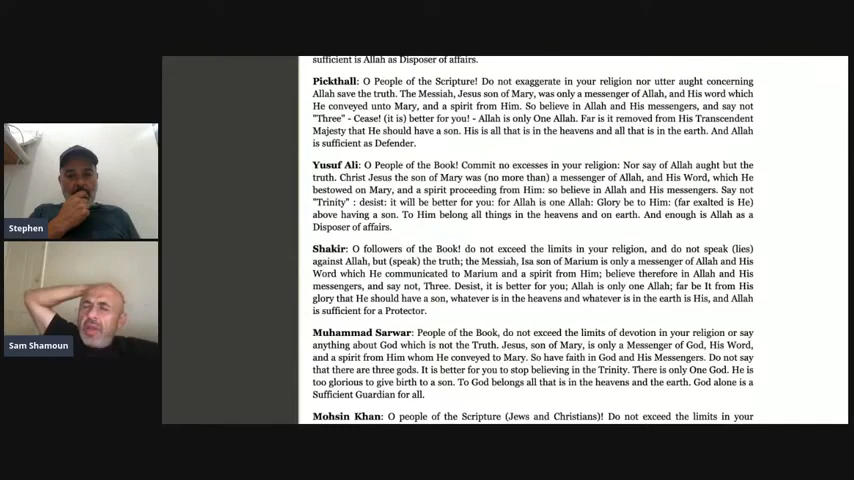 sufficient is Allah as Disposer of affairs.
Pickthall: O People of the Scripture! Do not exaggerate in your religion nor utter aught concerning
Allah save the truth. The Messiah, Jesus son of Mary, was only a messenger of Allah, and His word which
He conveyed unto Mary, and a spirit from Him. So believe in Allah and His messengers, and say not
"Three" - Cease! (it is) better for you! - Allah is only One Allah. Far is it removed from His Transcendent
Majesty that He should have a son. His is all that is in the heavens and all that is in the earth. And Allah
is sufficient as Defender.
Yusuf Ali: O People of the Book! Commit no excesses in your religion: Nor say of Allah aught but the
truth. Christ Jesus the son of Mary was (no more than) a messenger of Allah, and His Word, which He
bestowed on Mary, and a spirit proceeding from Him: so believe in Allah and His messengers. Say not
"Trinity" : desist: it will be better for you: for Allah is one Allah: Glory be to Him: (far exalted is He)
above having a son. To Him belong all things in the heavens and on earth. And enough is Allah as a
Disposer of affairs.
Stephen
Shakir: O followers of the Book! do not exceed the limits in your religion, and do not speak (lies)
against Allah, but (speak) the truth; the Messiah, Isa son of Marium is only a messenger of Allah and His
Word which He communicated to Marium and a spirit from Him; believe therefore in Allah and His
messengers, and say not, Three. Desist, it is better for you; Allah is only one Allah; far be It from His
glory that He should have a son, whatever is in the heavens and whatever is in the earth is His, and Allah
is sufficient for a Protector.
Muhammad Sarwar: People of the Book, do not exceed the limits of devotion in your religion or say
anything about God which is not the Truth. Jesus, son of Mary, is only a Messenger of God, His Word,
and a spirit from Him whom He conveyed to Mary. So have faith in God and His Messengers. Do not say
that there are three gods. It is better for you to stop believing in the Trinity. There is only One God. He is
too glorious to give birth to a son. To God belongs all that is in the heavens and the earth. God alone is a
Sufficient Guardian for all.
Sam Shamoun
Mohsin Khan: O people of the Scripture (Jews and Christians)! Do not exceed the limits in your